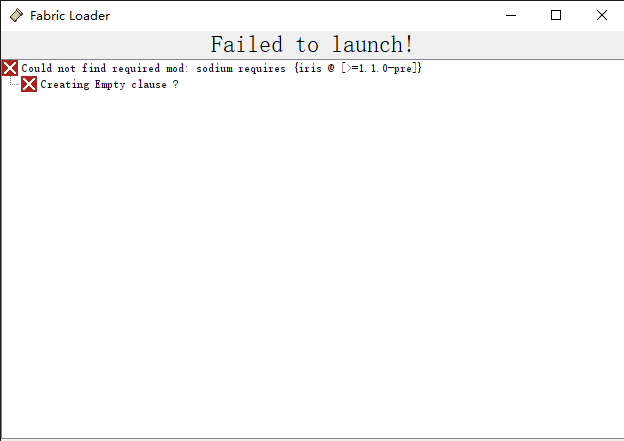 Fabric Loader
Failed to launch!
Could not find required mod: sodium requires {iris @ [>=1.1.0-pre]}
Creating Empty clause ?